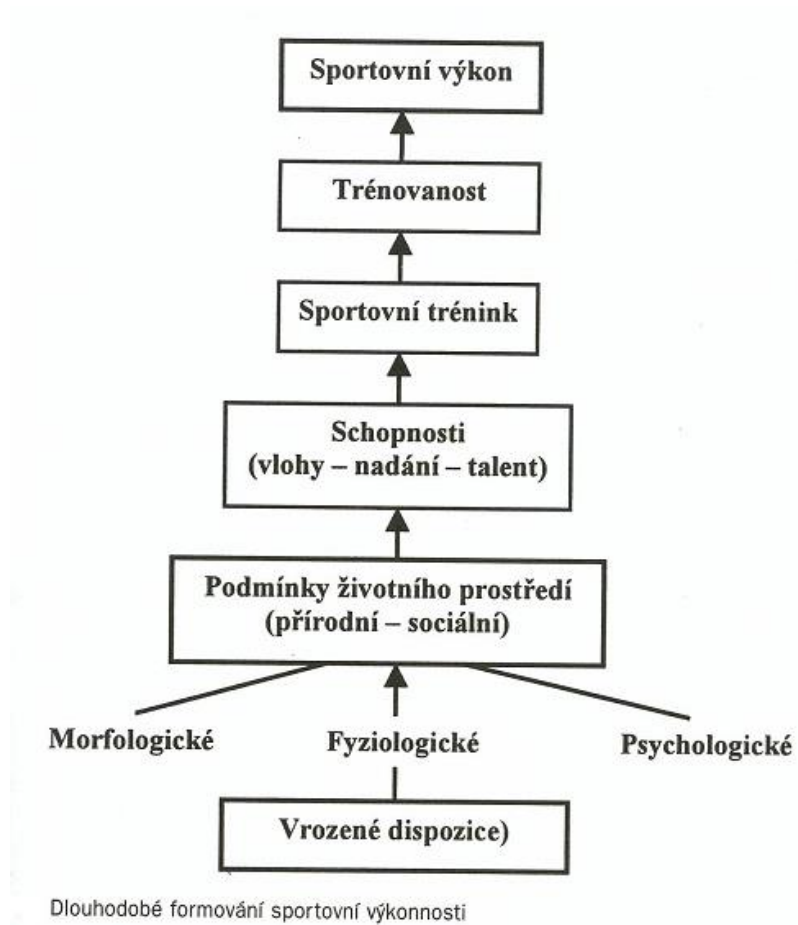 Sportovní výkon
Trénovanost
Sportovní trénink
Schopnosti
(vlohy – nadání – talent)
Podmínky životního prostředí
(přírodní – sociální)
Morfologické
Fyziologické
Psychologické
Vrozené dispozice)
Dlouhodobé formování sportovní výkonnosti